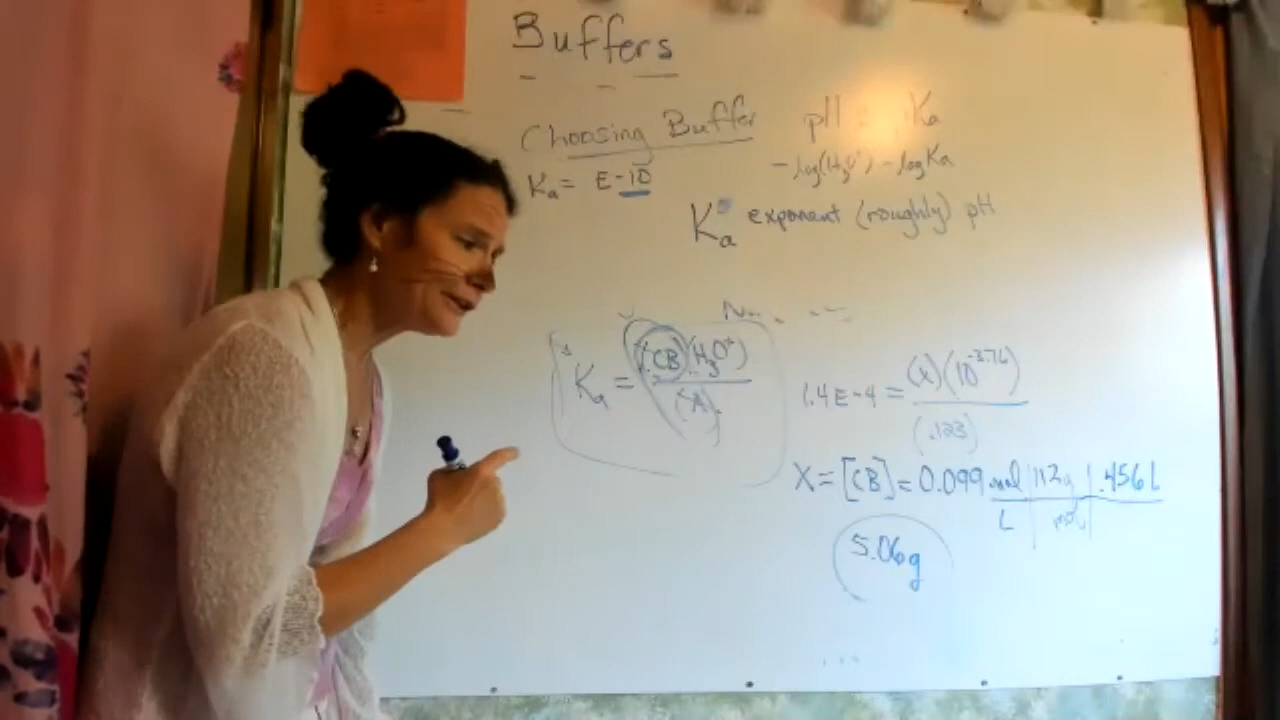 Buffers
Choosing Buffer
pH = Ka
-log(H3O+) -log Ka
Ka = E-10
Ka exponent (roughly) pH
Ka = (CB)(H3O+)
(A)
1.4E-4 = (x)(10^-3.76)
(.123)
X = [CB] = 0.099 mol | 112g | .456 L
L | mol
5.06g